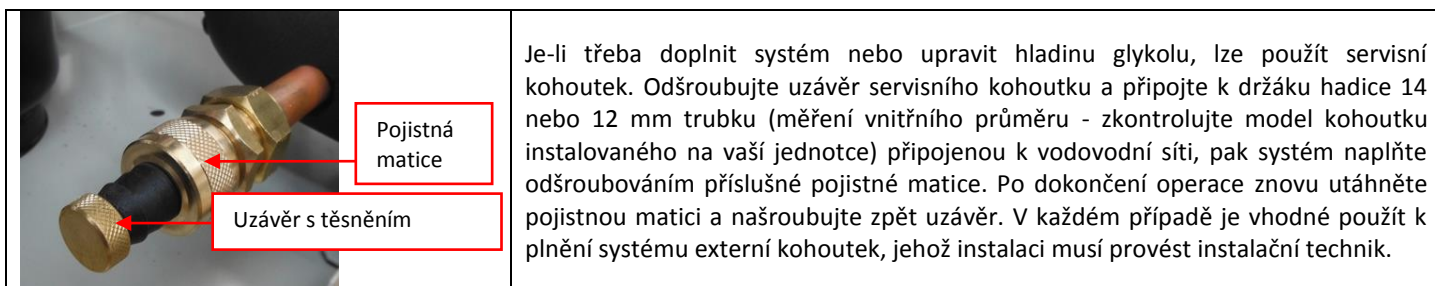 Pojistná
matice
Uzávěr s těsněním
Je-li třeba doplnit systém nebo upravit hladinu glykolu, lze použít servisní
kohoutek. Odšroubujte uzávěr servisního kohoutku a připojte k držáku hadice 14
nebo 12 mm trubku (měření vnitřního průměru - zkontrolujte model kohoutku
instalovaného na vaší jednotce) připojenou k vodovodní síti, pak systém naplňte
odšroubováním příslušné pojistné matice. Po dokončení operace znovu utáhněte
pojistnou matici a našroubujte zpět uzávěr. V každém případě je vhodné použít k
plnění systému externí kohoutek, jehož instalaci musí provést instalační technik.